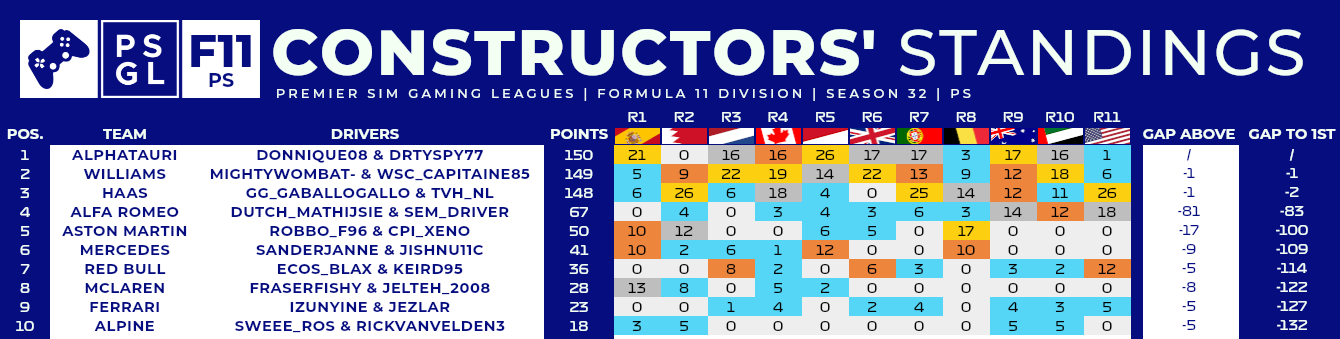 PS GL F11 PS CONSTRUCTORS' STANDINGS
PREMIER SIM GAMING LEAGUES | FORMULA 11 DIVISION | SEASON 32 | PS
R1 R2 R3 R4 R5 R6 R7 R8 R9 R10 R11
POS. TEAM DRIVERS POINTS GAP ABOVE GAP TO 1ST
1 ALPHATAURI DONNIQUE08 & DRTYSPY77 150 21 0 16 16 26 17 17 3 17 16 1 / /
2 WILLIAMS MIGHTYWOMBAT- & WSC_CAPITAINE85 149 5 9 22 19 14 22 13 9 12 18 6 -1 -1
3 HAAS GG_GABALLOGALLO & TVH_NL 148 6 26 6 18 4 0 25 14 12 11 26 -1 -2
4 ALFA ROMEO DUTCH_MATHIJSIE & SEM_DRIVER 67 0 4 0 3 4 3 6 3 14 12 18 -81 -83
5 ASTON MARTIN ROBBO_F96 & CPI_XENO 50 10 12 0 0 6 5 0 17 0 0 0 -17 -100
6 MERCEDES SANDERJANNE & JISHNU11C 41 10 2 6 1 12 0 0 10 0 0 0 -9 -109
7 RED BULL ECOS_BLAX & KEIRD95 36 0 0 8 2 0 6 3 0 3 2 12 -5 -114
8 MCLAREN FRASERFISHY & JELTEH_2008 28 13 8 0 5 2 0 0 0 0 0 0 -8 -122
9 FERRARI IZUNYINE & JEZLAR 23 0 0 1 4 0 2 4 0 4 3 5 -5 -127
10 ALPINE SWEEE_ROS & RICKVANVELDEN3 18 3 5 0 0 0 0 0 0 5 5 0 -5 -132